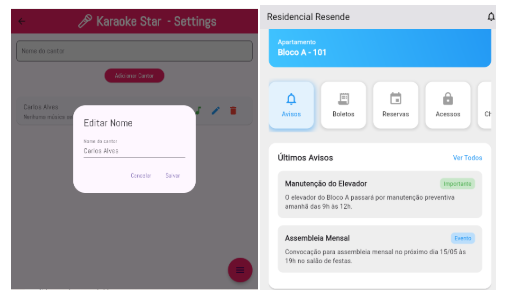 Karaoke Star - Settings
Nome do cantor
Adicionar Cantor
Carlos Alves
Nenhuma música
Editar Nome
Nome do cantor
Carlos Alves
Cancelar Salvar
Residencial Resende
Apartamento
Bloco A - 101
Avisos Boletos Reservas Acessos
Últimos Avisos Ver Todos
Manutenção do Elevador Importante
O elevador do Bloco A passará por manutenção preventiva
amanhã das 9h às 12h.
Assembleia Mensal Evento
Convocação para assembleia mensal no próximo dia 15/05 às
19h no salão de festas.